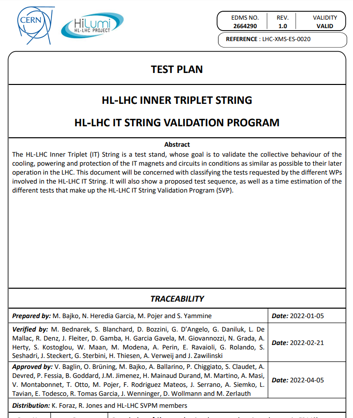 CERN
HiLumi
HL-LHC PROJECT
EDMS NO. REV. VALIDITY
2664290 1.0 VALID
REFERENCE : LHC-XMS-ES-0020
TEST PLAN
HL-LHC INNER TRIPLET STRING
HL-LHC IT STRING VALIDATION PROGRAM
Abstract
The HL-LHC Inner Triplet (IT) String is a test stand, whose goal is to validate the collective behaviour of the
cooling, powering and protection of the IT magnets and circuits in conditions as similar as possible to their later
operation in the LHC. This document will be concerned with classifying the tests requested by the different WPs
involved in the HL-LHC IT String. It will also show a proposed test sequence, as well as a time estimation of the
different tests that make up the HL-LHC IT String Validation Program (SVP).
TRACEABILITY
Prepared by: M. Bajko, N. Heredia Garcia, M. Pojer and S. Yammine Date: 2022-01-05
Verified by: M. Bednarek, S. Blanchard, D. Bozzini, G. D'Angelo, G. Daniluk, L. De
Mallac, R. Denz, J. Fleiter, D. Gamba, H. Garcia Gavela, M. Giovannozzi, N. Grada, A.
Herty, S. Kostoglou, W. Maan, M. Modena, A. Perin, E. Ravaioli, G. Rolando, S.
Seshadri, J. Steckert, G. Sterbini, H. Thiesen, A. Verweij and J. Zawilinski
Date: 2022-02-21
Approved by: V. Baglin, O. Brüning, M. Bajko, A. Ballarino, P. Chiggiato, S. Claudet, A.
Devred, P. Fessia, B. Goddard, J.M. Jimenez, H. Mainaud Durand, M. Martino, A. Masi,
V. Montabonnet, T. Otto, M. Pojer, F. Rodriguez Mateos, J. Serrano, A. Siemko, L.
Tavian, E. Todesco, R. Tomas Garcia, J. Wenninger, D. Wollmann and M. Zerlauth
Date: 2022-04-05
Distribution: K. Foraz, R. Jones and HL-LHC SVPM members